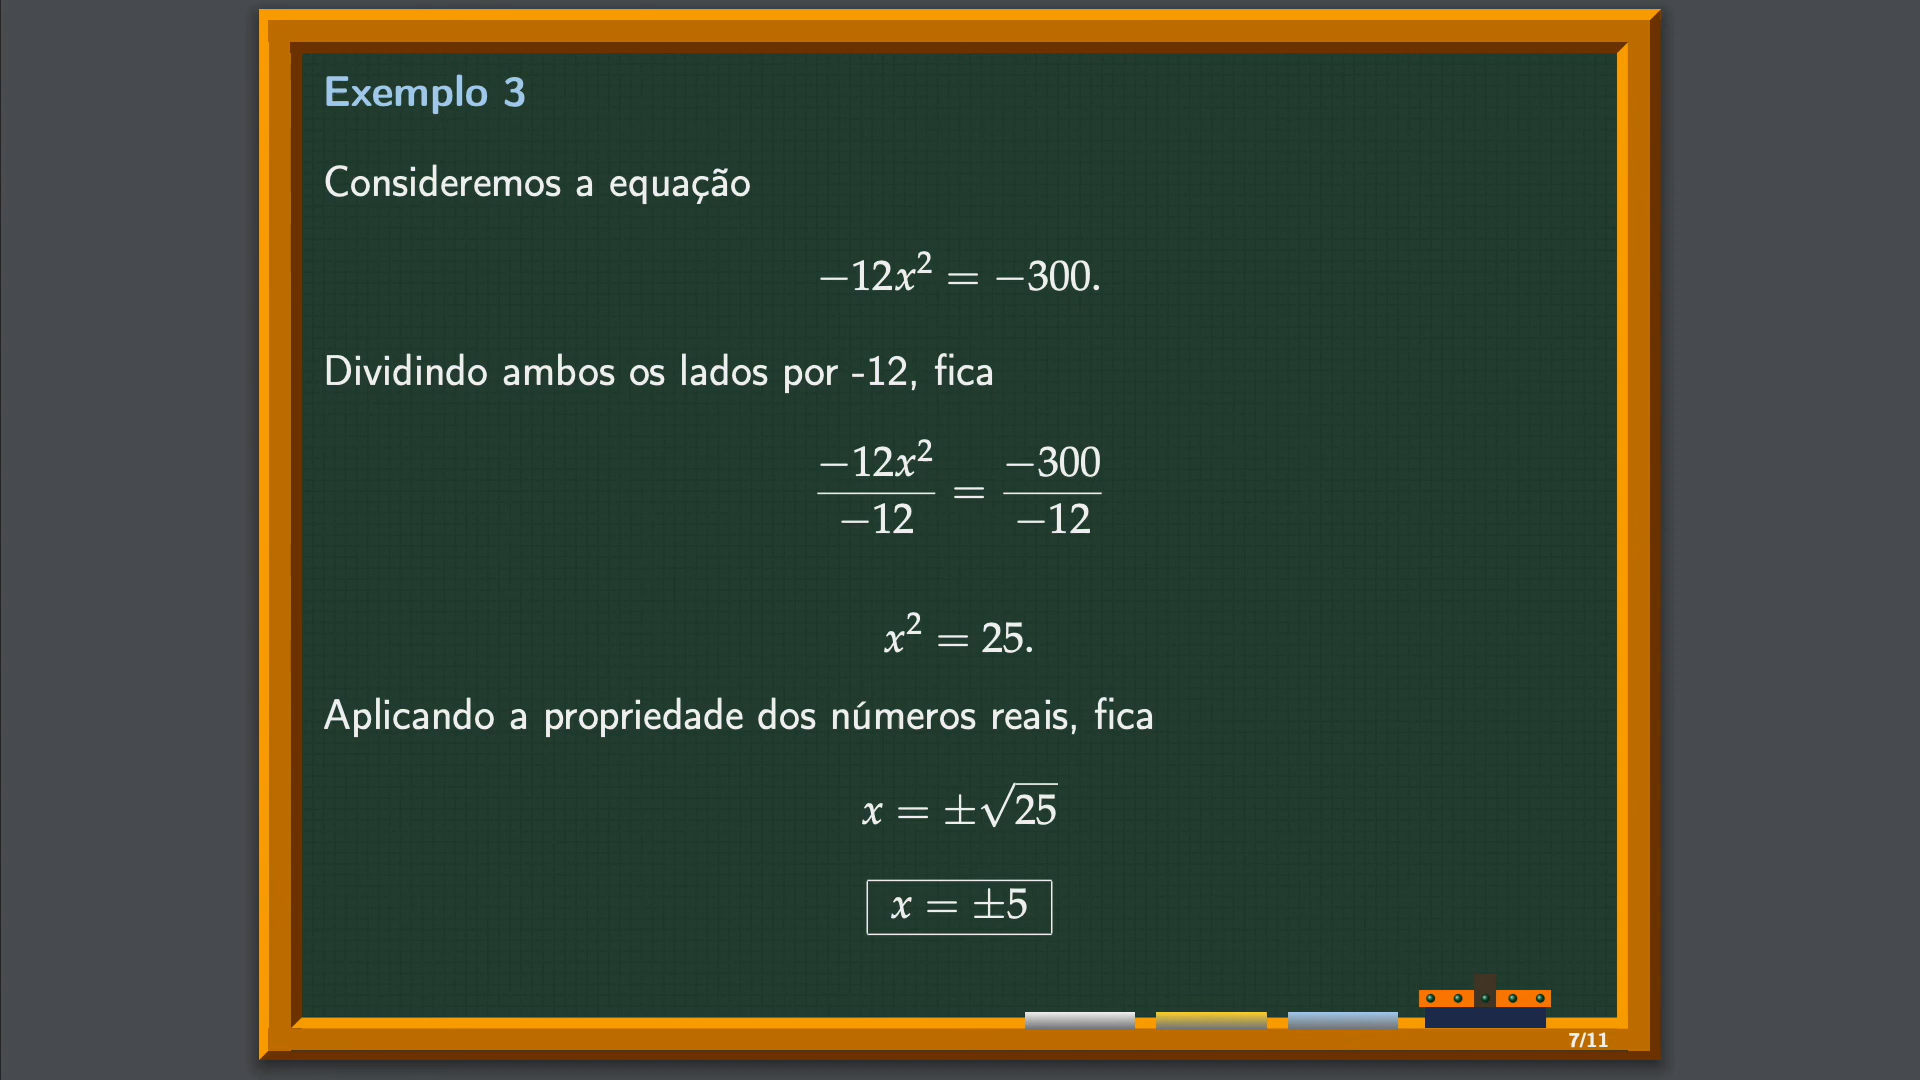 Exemplo 3
Consideremos a equação
−12x² = −300.
Dividindo ambos os lados por -12, fica
−12x²/−12 = −300/−12
x² = 25.
Aplicando a propriedade dos números reais, fica
x = ±√25
x = ±5
7/11